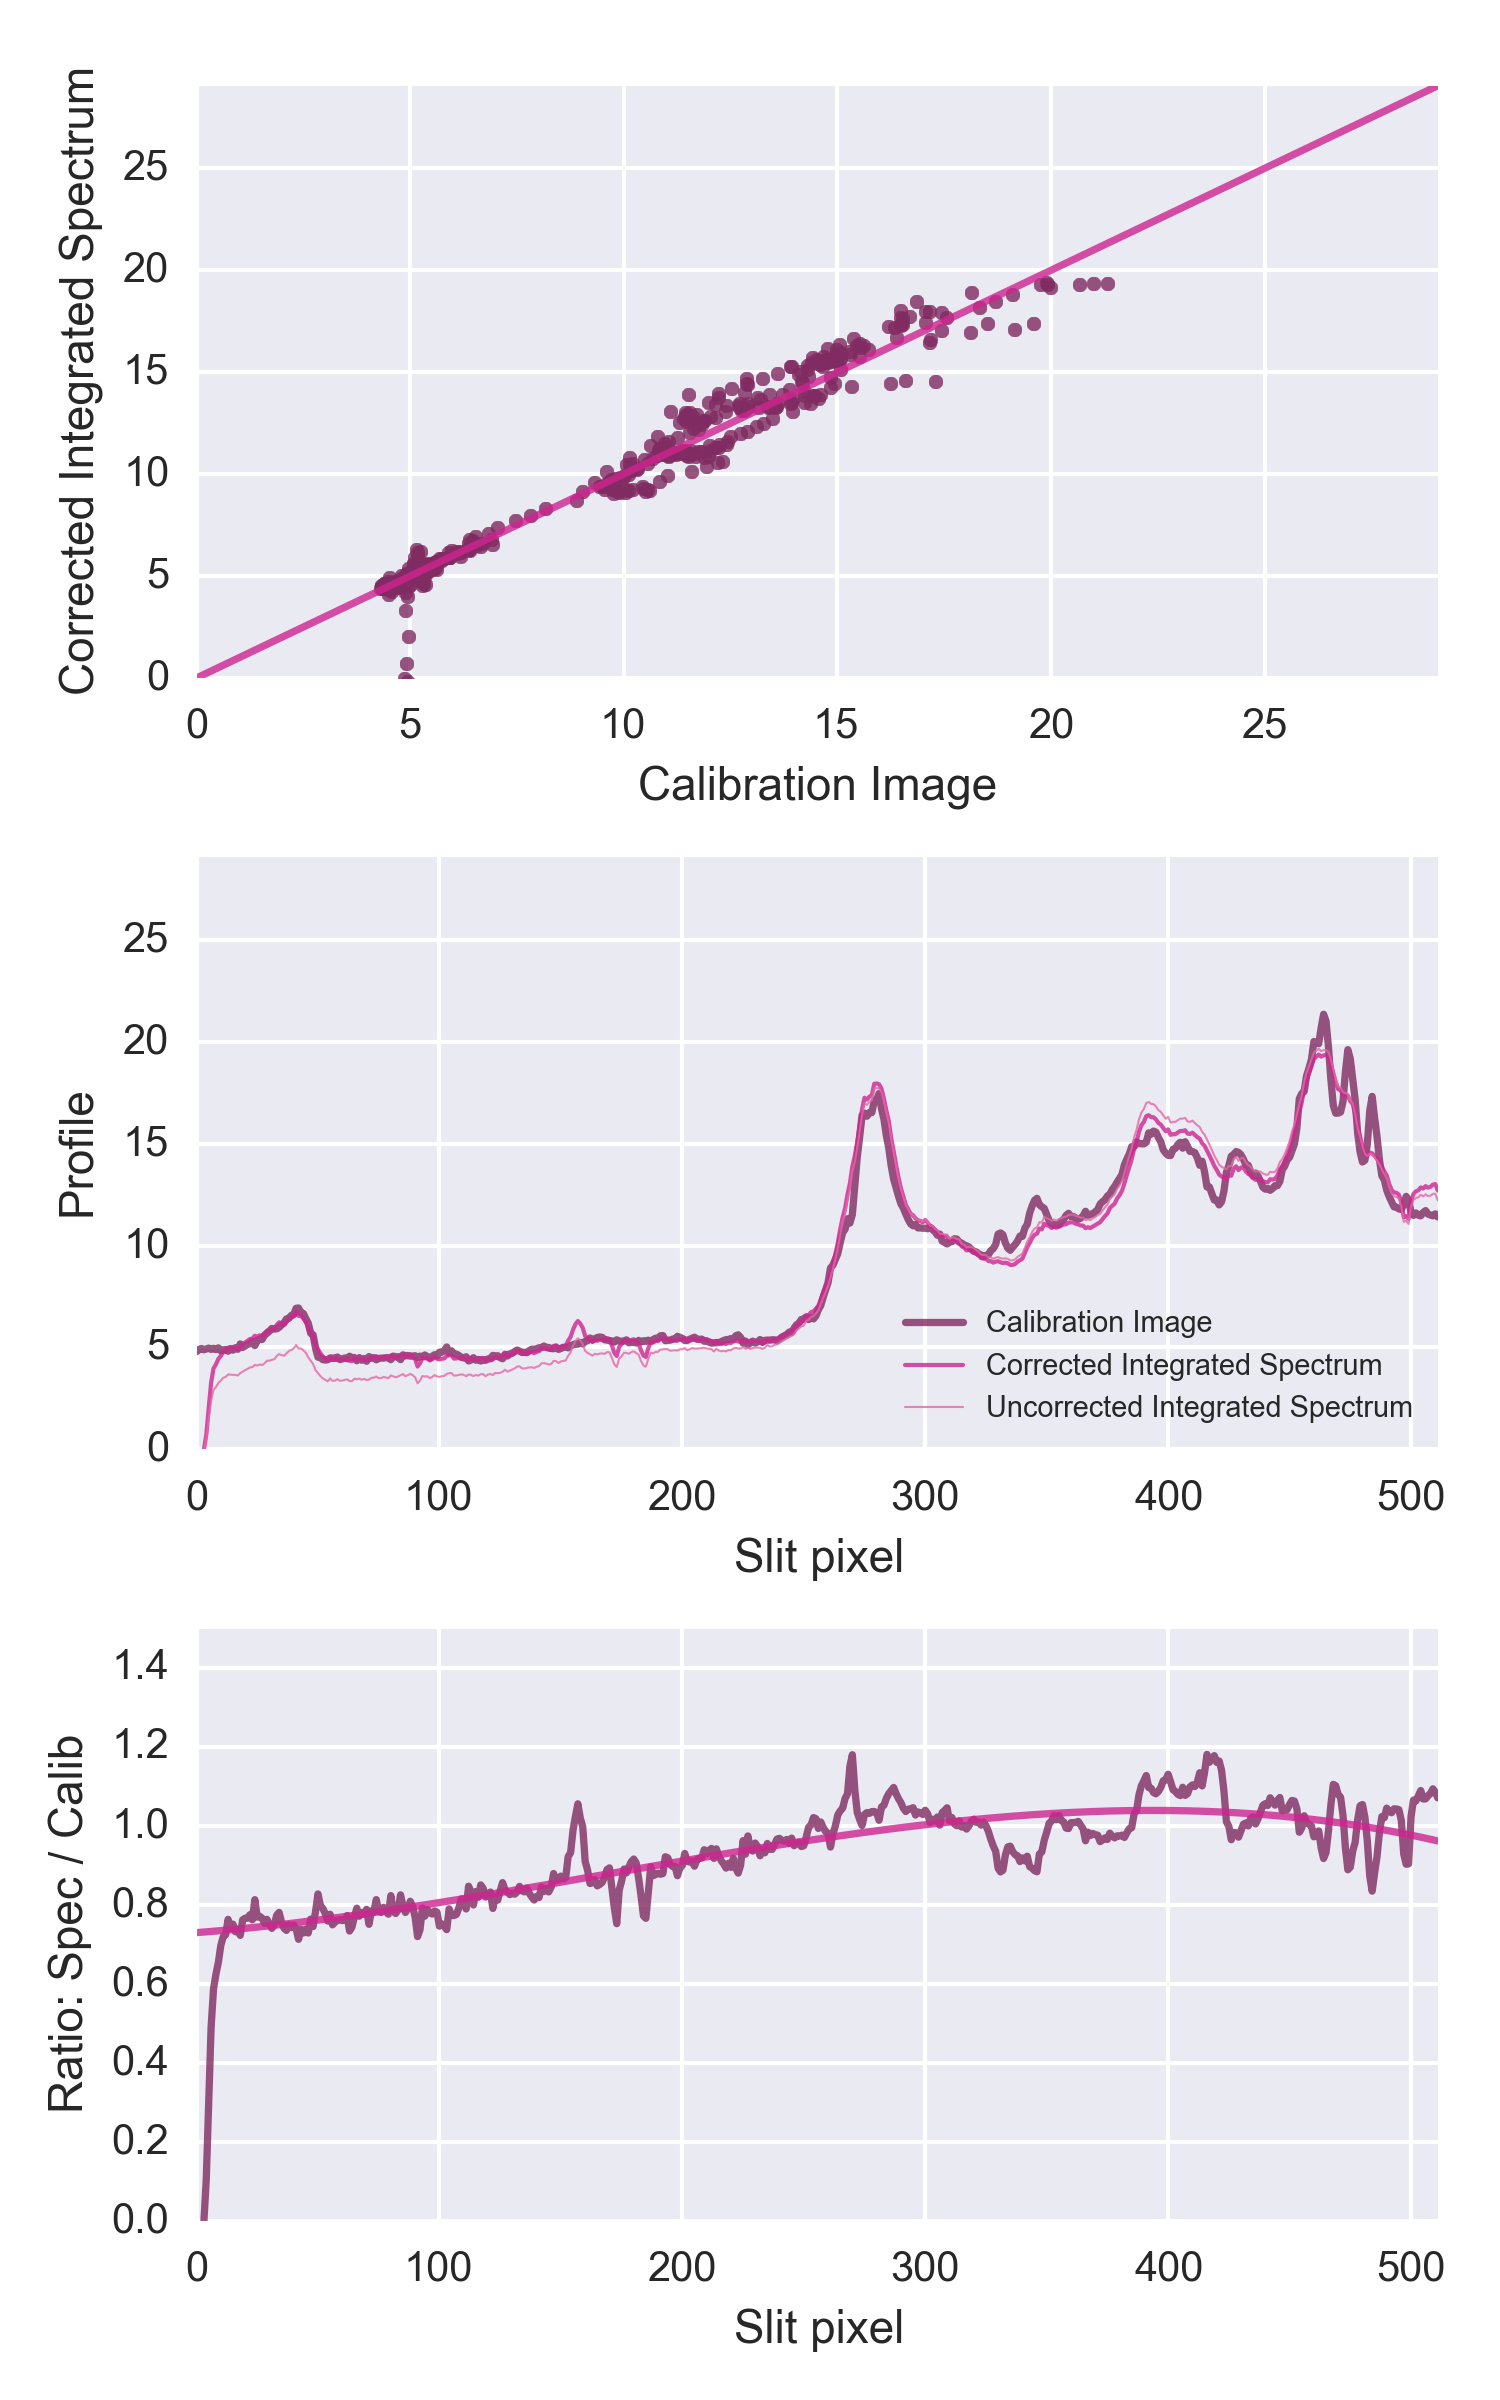 Corrected Integrated Spectrum
25
20
15
10
5
0
0 5 10 15 20 25
Calibration Image
Profile
25
20
15
10
5
0
Calibration Image
Corrected Integrated Spectrum
Uncorrected Integrated Spectrum
0 100 200 300 400 500
Slit pixel
Ratio: Spec / Calib
1.4
1.2
1.0
0.8
0.6
0.4
0.2
0.0
0 100 200 300 400 500
Slit pixel